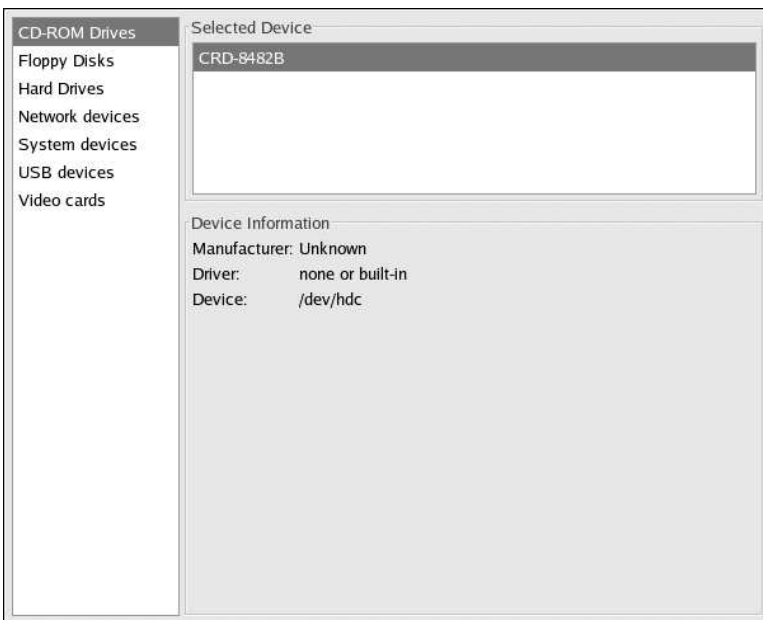 CD-ROM Drives
Floppy Disks
Hard Drives
Network devices
System devices
USB devices
Video cards
Selected Device
CRD-8482B
Device Information
Manufacturer: Unknown
Driver: none or built-in
Device: /dev/hdc